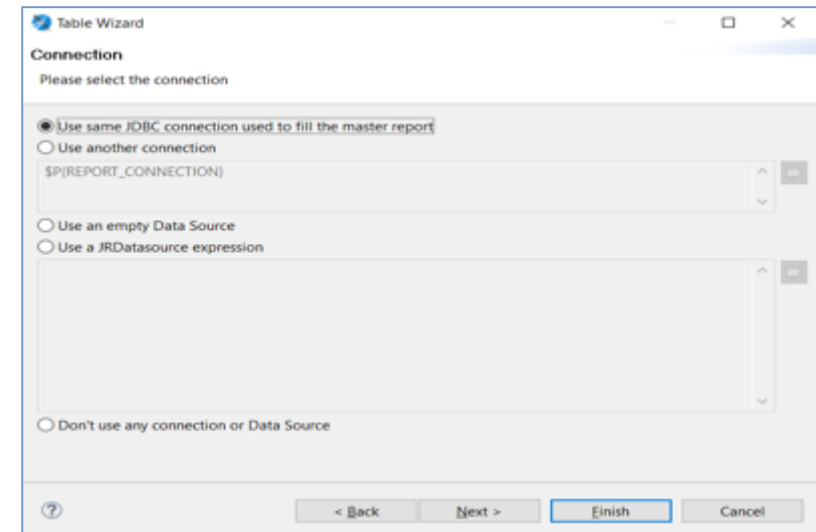 Table Wizard
Connection
Please select the connection
Use same JDBC connection used to fill the master report
Use another connection
$P{REPORT_CONNECTION}
Use an empty Data Source
Use a JRDatasource expression
Don't use any connection or Data Source
< Back Next > Finish Cancel